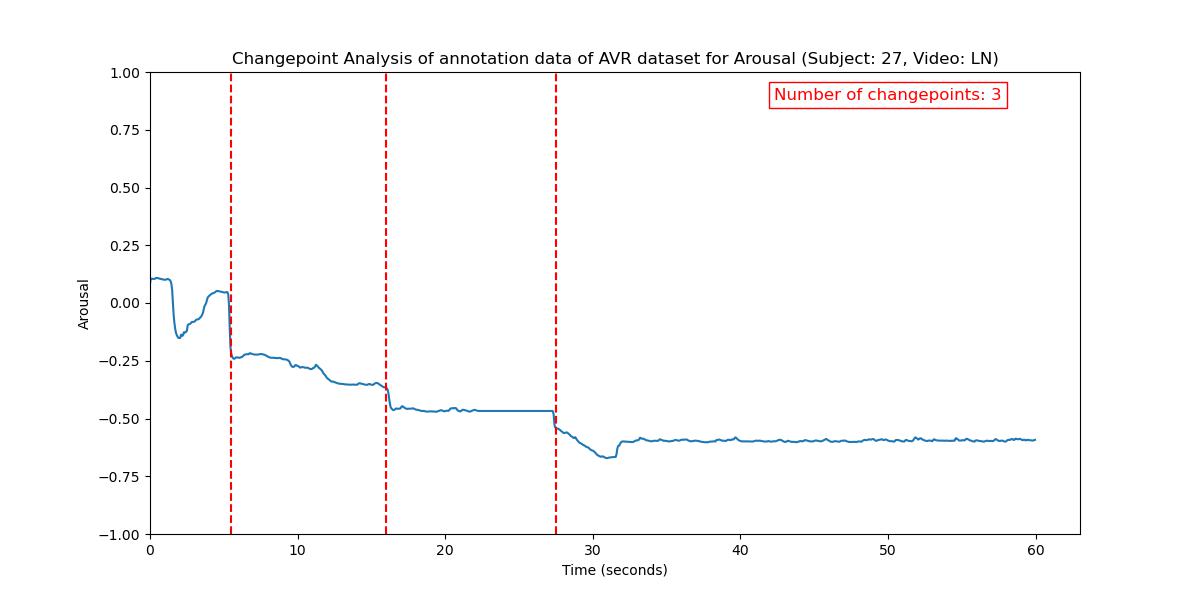 Changepoint Analysis of annotation data of AVR dataset for Arousal (Subject: 27, Video: LN)
Number of changepoints: 3
1.00
0.75
0.50
0.25
0.00
−0.25
−0.50
−0.75
−1.00
Arousal
0 10 20 30 40 50 60
Time (seconds)